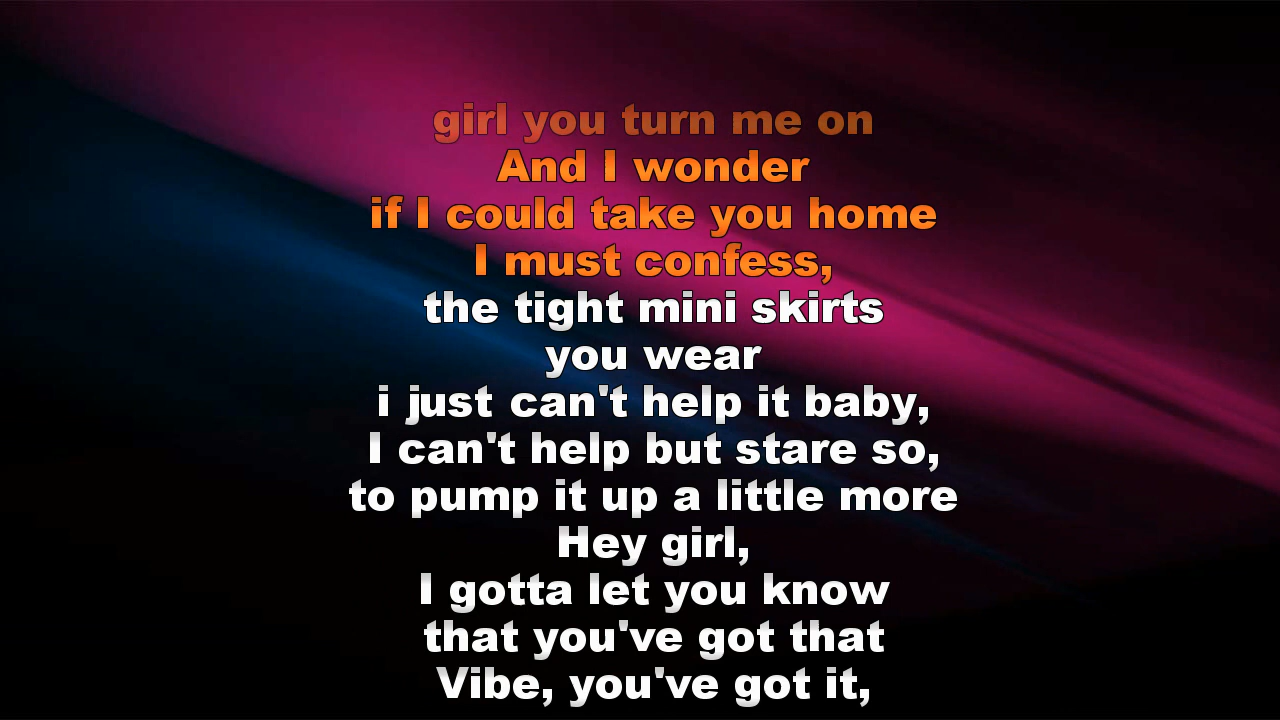 girl you turn me on
And I wonder
if I could take you home
I must confess,
the tight mini skirts
you wear
i just can't help it baby,
I can't help but stare so,
to pump it up a little more
Hey girl,
I gotta let you know
that you've got that
Vibe, you've got it,